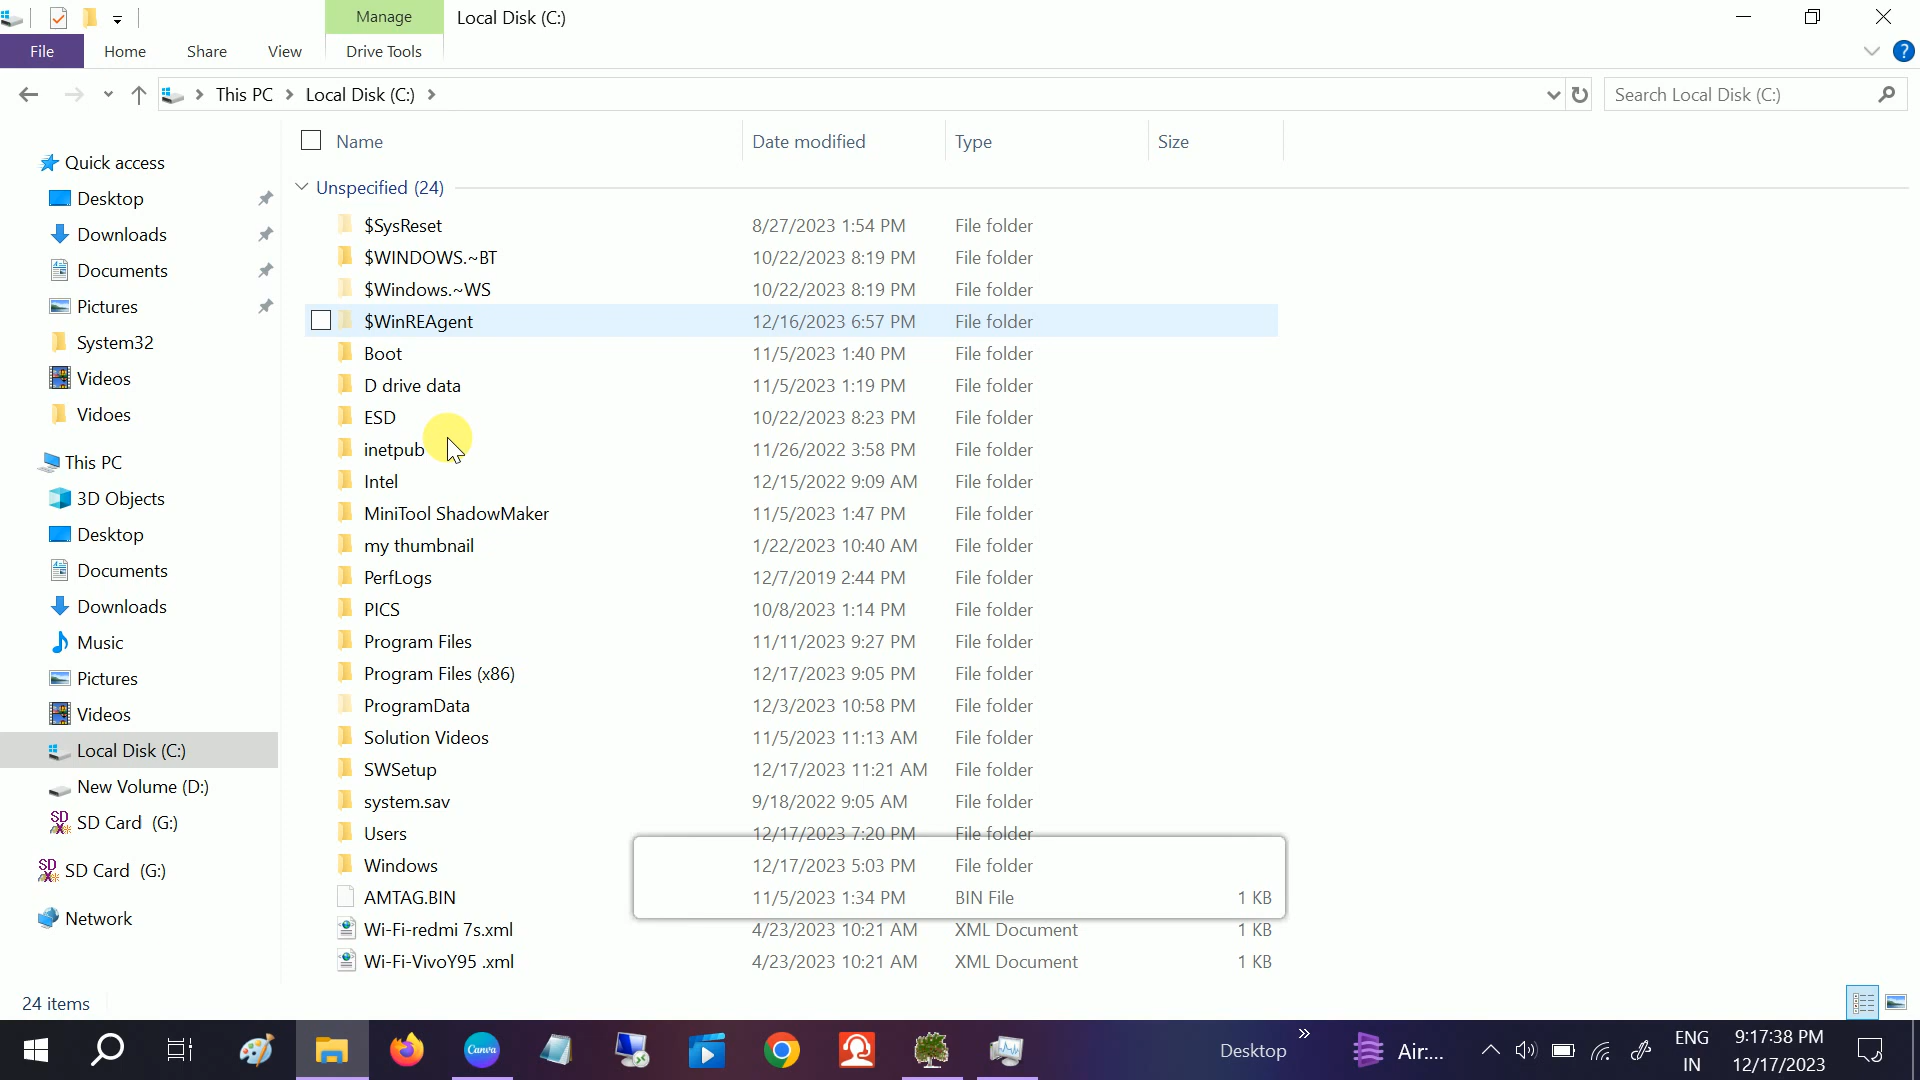 Manage
Local Disk (C:)
File
Home
Share
View
Drive Tools
?
This PC
Local Disk (C:)
Search Local Disk (C:)
Name
Date modified
Type
Size
Unspecified (24)
$SysReset 8/27/2023 1:54 PM File folder
$WINDOWS.~BT 10/22/2023 8:19 PM File folder
$Windows.~WS 10/22/2023 8:19 PM File folder
$WinREAgent 12/16/2023 6:57 PM File folder
Boot 11/5/2023 1:40 PM File folder
D drive data 11/5/2023 1:19 PM File folder
ESD 10/22/2023 8:23 PM File folder
inetpub 11/26/2022 3:58 PM File folder
Intel 12/15/2022 9:09 AM File folder
MiniTool ShadowMaker 11/5/2023 1:47 PM File folder
my thumbnail 1/22/2023 10:40 AM File folder
PerfLogs 12/7/2019 2:44 PM File folder
PICS 10/8/2023 1:14 PM File folder
Program Files 11/11/2023 9:27 PM File folder
Program Files (x86) 12/17/2023 9:05 PM File folder
ProgramData 12/3/2023 10:58 PM File folder
Solution Videos 11/5/2023 11:13 AM File folder
SWSetup 12/17/2023 11:21 AM File folder
system.sav 9/18/2022 9:05 AM File folder
Users 12/17/2023 7:20 PM File folder
Windows 12/17/2023 5:03 PM File folder
AMTAG.BIN 11/5/2023 1:34 PM BIN File 1 KB
Wi-Fi-redmi 7s.xml 4/23/2023 10:21 AM XML Document 1 KB
Wi-Fi-VivoY95 .xml 4/23/2023 10:21 AM XML Document 1 KB
Quick access
Desktop
Downloads
Documents
Pictures
System32
Videos
Vidoes
This PC
3D Objects
Desktop
Documents
Downloads
Music
Pictures
Videos
Local Disk (C:)
New Volume (D:)
SD SD Card (G:)
SD SD Card (G:)
Network
24 items
Canva
Desktop
Air:...
ENG
IN
9:17:38 PM
12/17/2023